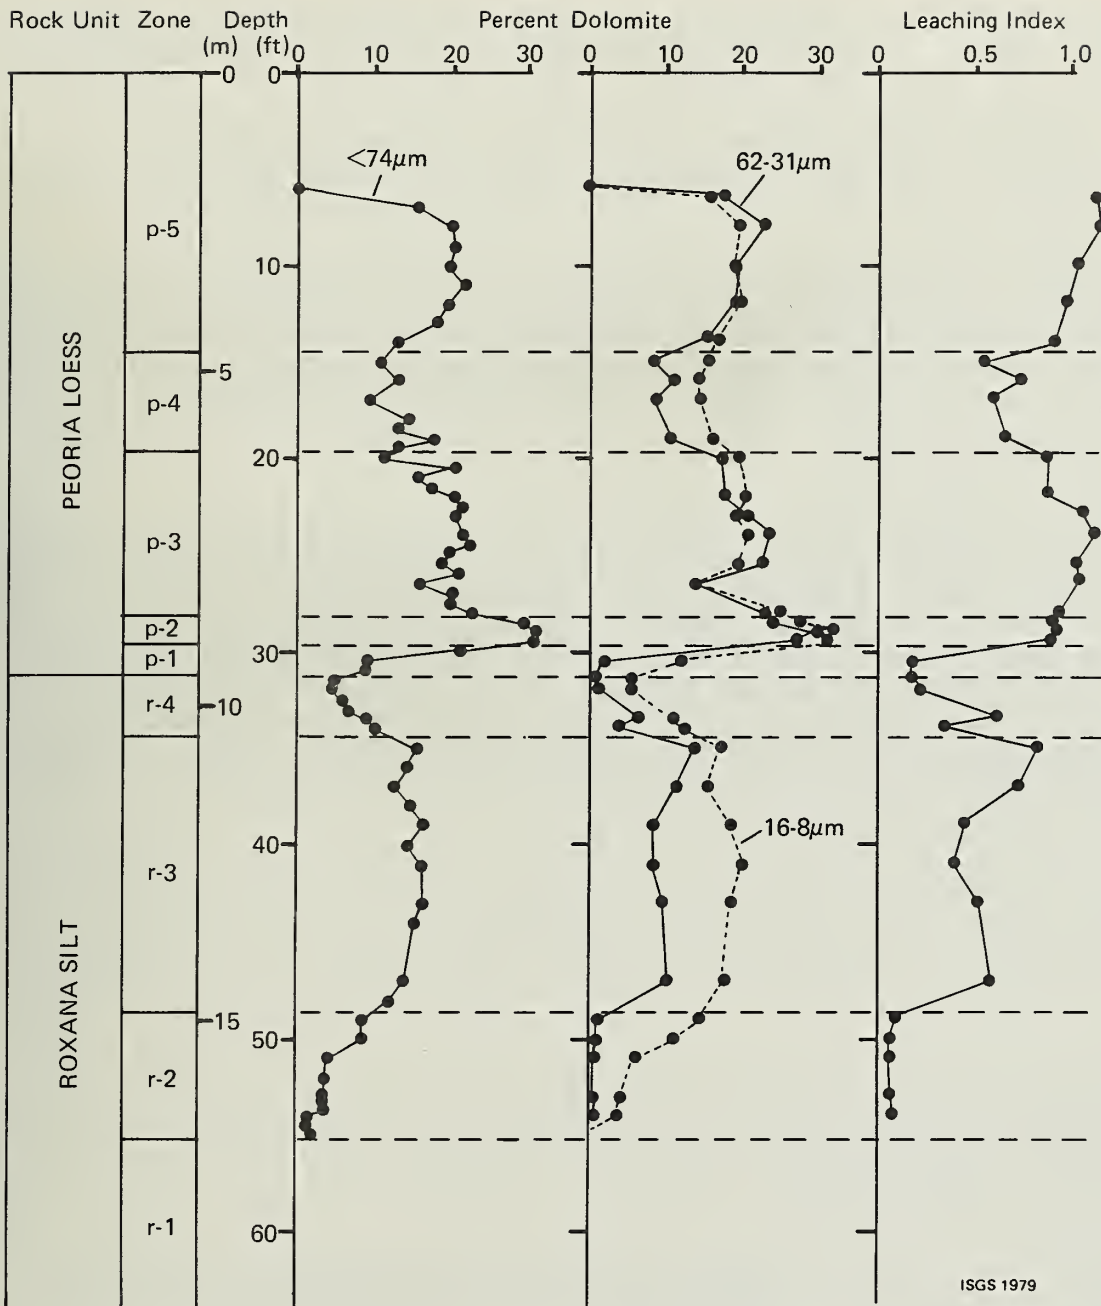 Rock Unit Zone Depth Percent Dolomite Leaching Index
(m) (ft)
0 0 0 10 20 30 0 10 20 30 0 0.5 1.0
<74μm
62-31μm
p-5
10
PEORIA LOESS
5
p-4
20
p-3
p-2
p-1
30
r-4
10
16-8μm
40
r-3
ROXANA SILT
15
50
r-2
r-1
60
ISGS 1979